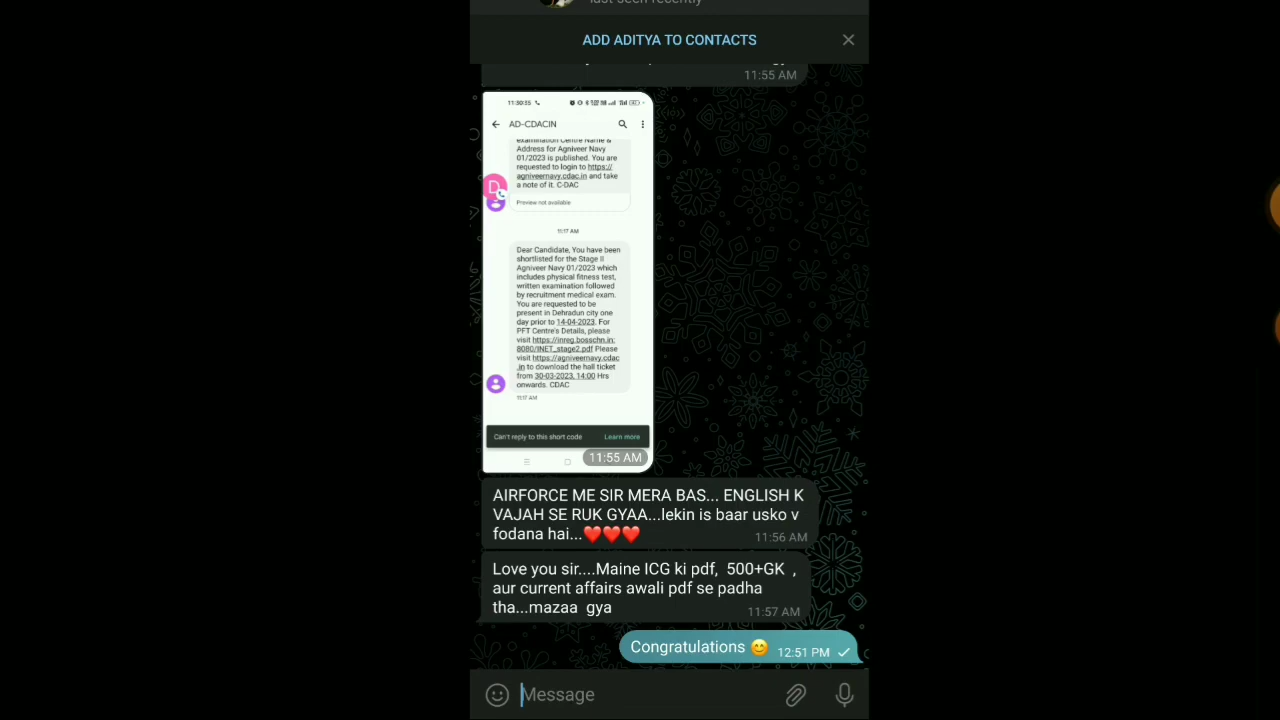 last seen recently
ADD ADITYA TO CONTACTS
11:55 AM
11:30:55
AD-CDACIN
examination Centre Name &
Address for Agniveer Navy
01/2023 is published. You are
requested to login to https://
agniveernavy.cdac.in and take
a note of it. C-DAC
D
Preview not available
11:17 AM
Dear Candidate, You have been
shortlisted for the Stage II
Agniveer Navy 01/2023 which
includes physical fitness test,
written examination followed
by recruitment medical exam.
You are requested to be
present in Dehradun city one
day prior to 14-04-2023. For
PFT Centre's Details, please
visit https://inreg.bosschn.in:
8080/INET_stage2.pdf Please
visit https://agniveernavy.cdac
.in to download the hall ticket
from 30-03-2023, 14:00 Hrs
onwards. CDAC
11:17 AM
Can't reply to this short code Learn more
11:55 AM
AIRFORCE ME SIR MERA BAS... ENGLISH K
VAJAH SE RUK GYAA...lekin is baar usko v
fodana hai...❤️❤️❤️
11:56 AM
Love you sir....Maine ICG ki pdf, 500+GK ,
aur current affairs awali pdf se padha
tha...mazaa gya
11:57 AM
Congratulations 😊 12:51 PM
Message